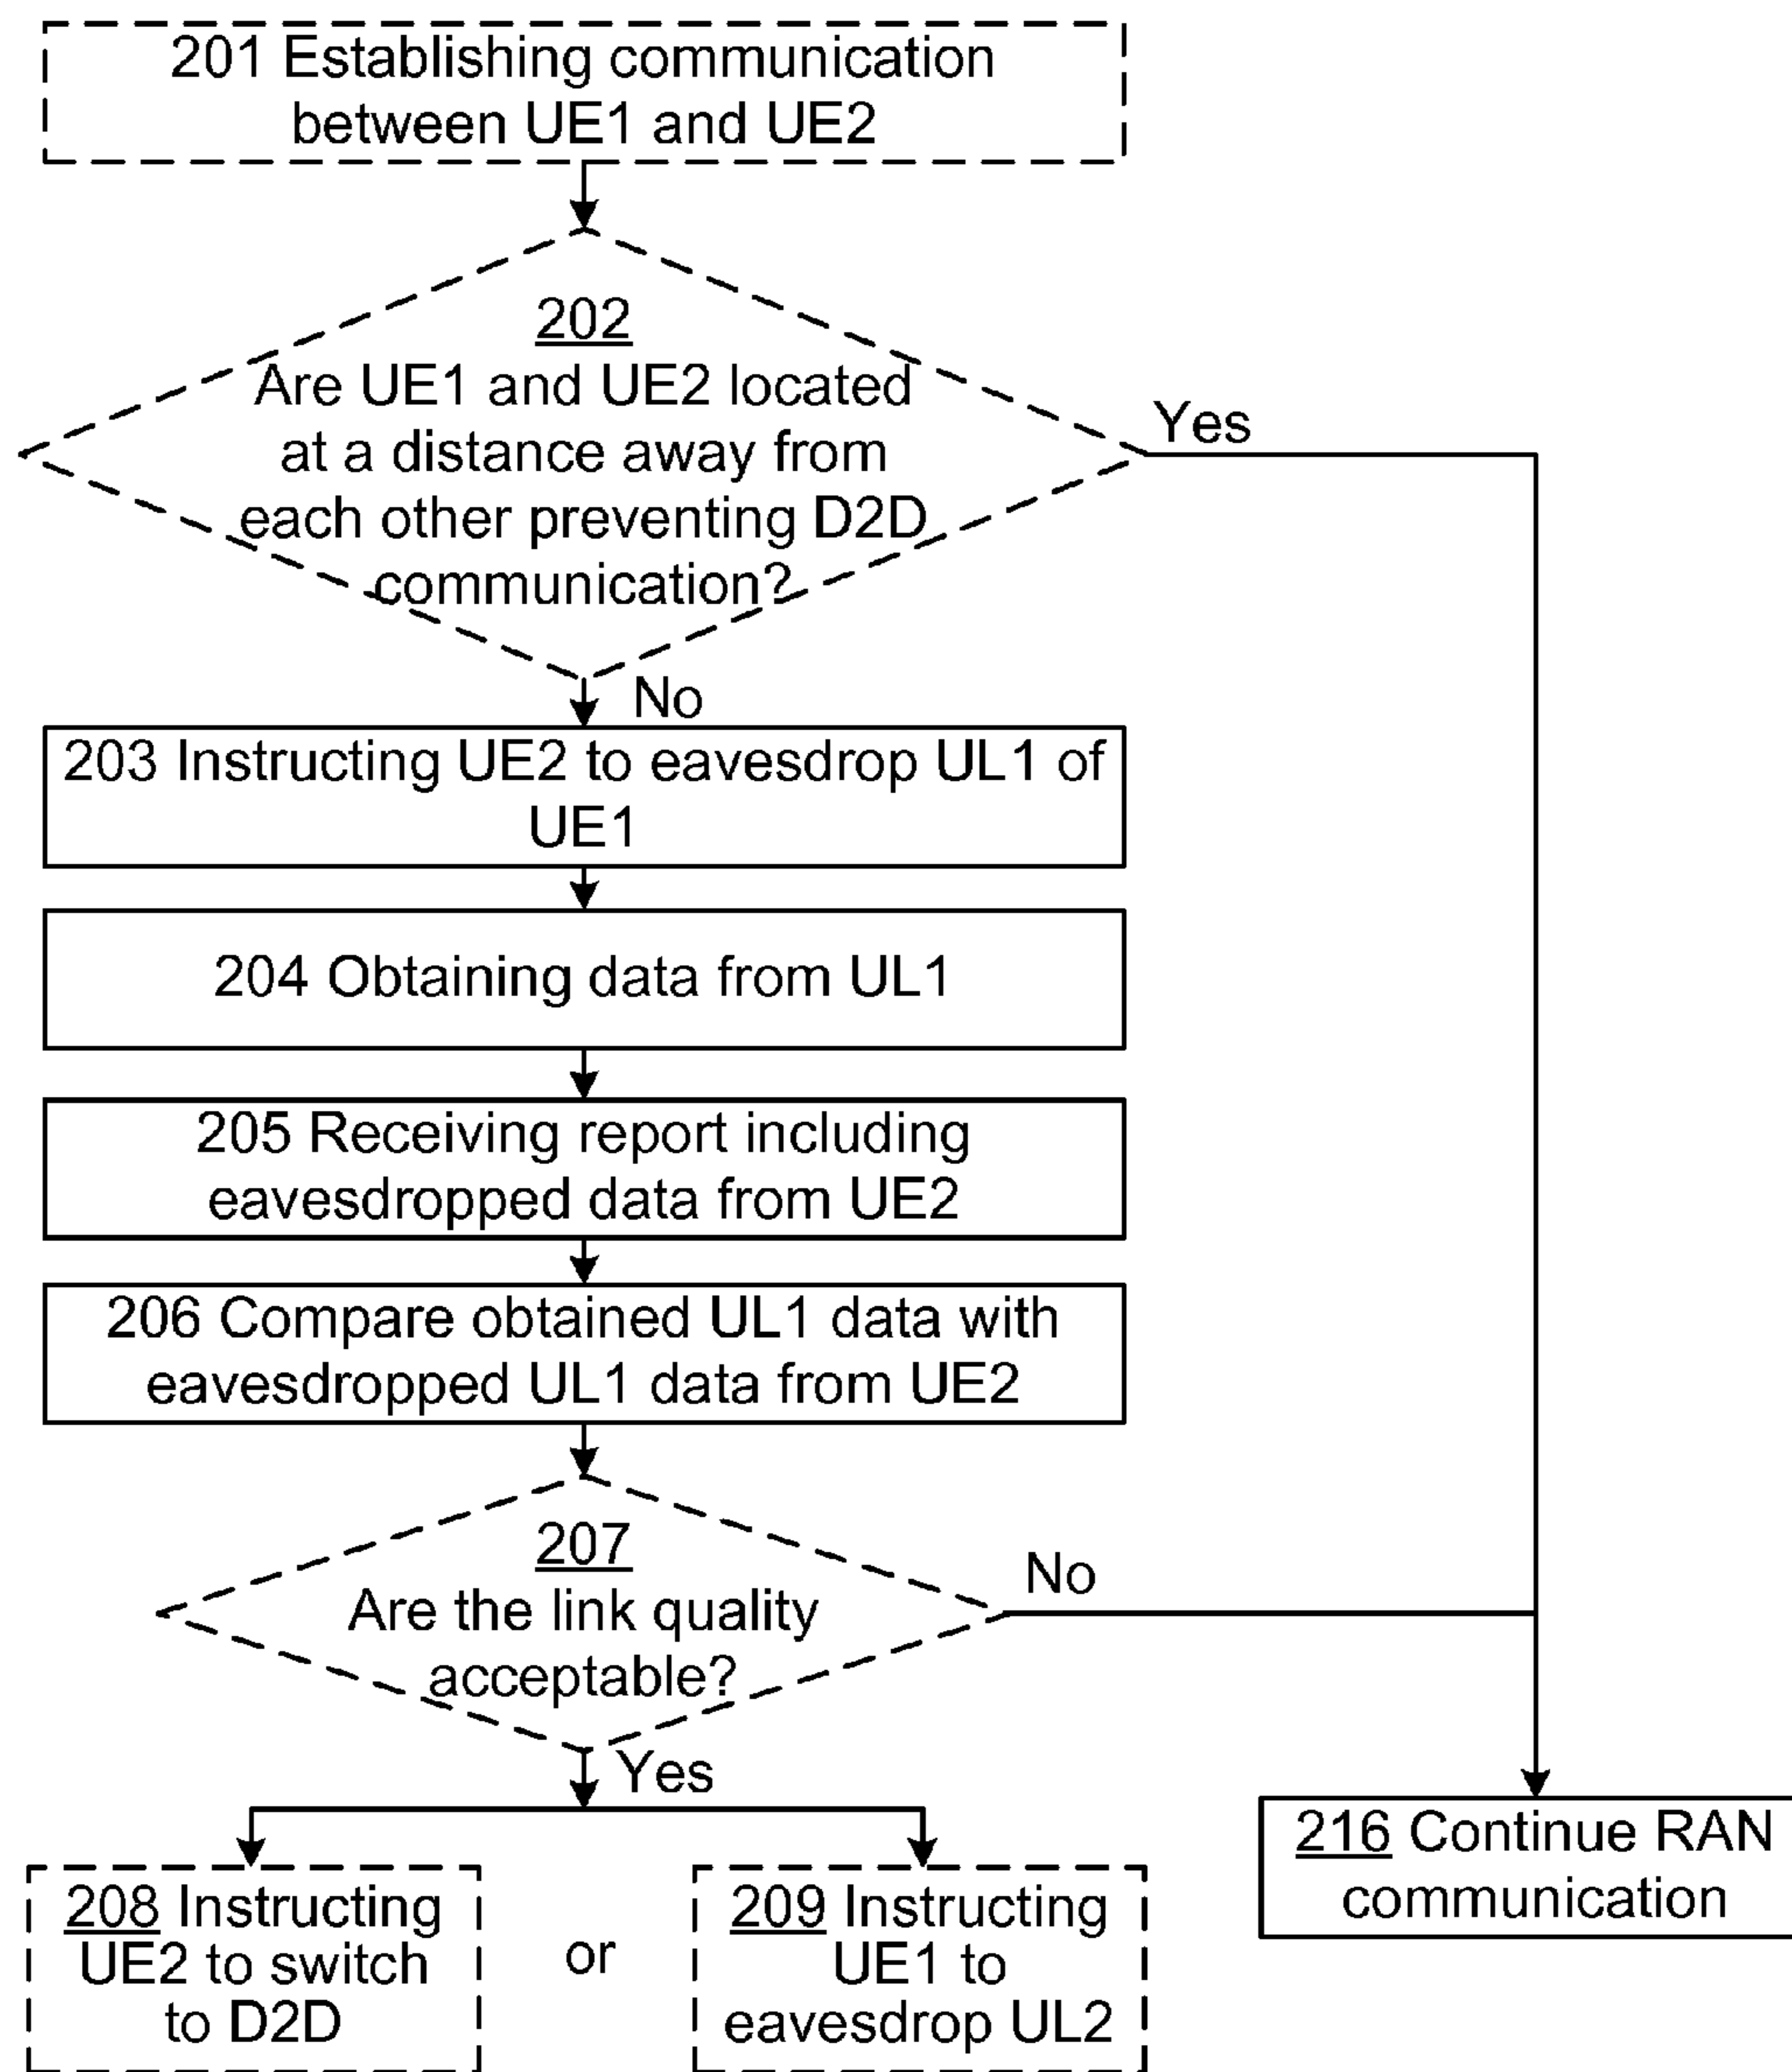 201 Establishing communication
between UE1 and UE2
202
Are UE1 and UE2 located
at a distance away from
each other preventing D2D
communication?
Yes
No
203 Instructing UE2 to eavesdrop UL1 of
UE1
204 Obtaining data from UL1
205 Receiving report including
eavesdropped data from UE2
206 Compare obtained UL1 data with
eavesdropped UL1 data from UE2
207
Are the link quality
acceptable?
No
Yes
208 Instructing
UE2 to switch
to D2D
or
209 Instructing
UE1 to
eavesdrop UL2
216 Continue RAN
communication